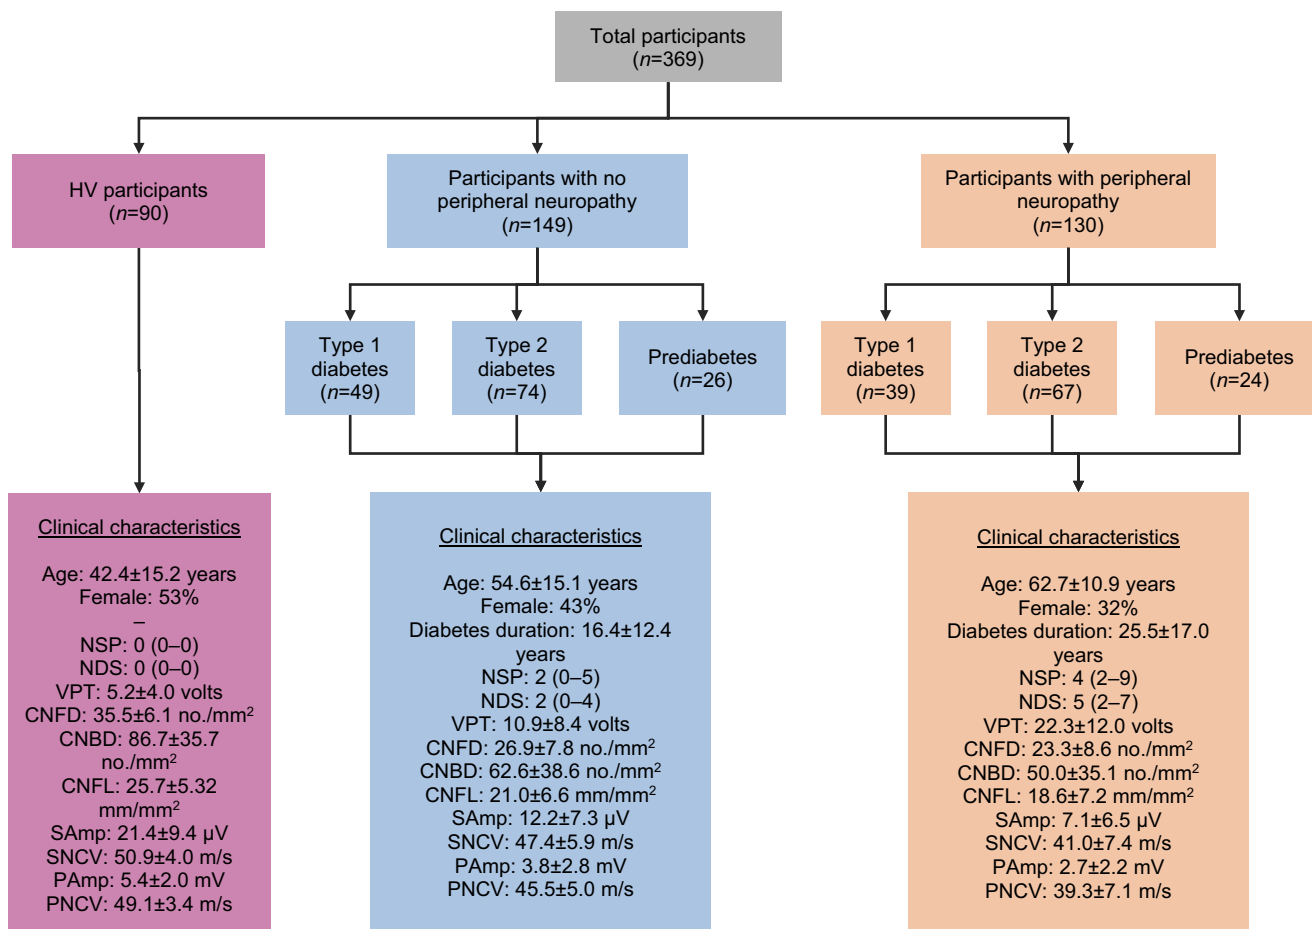 Total participants
(n=369)
HV participants
(n=90)
Participants with no
peripheral neuropathy
(n=149)
Participants with peripheral
neuropathy
(n=130)
Type 1
diabetes
(n=49)
Type 2
diabetes
(n=74)
Prediabetes
(n=26)
Type 1
diabetes
(n=39)
Type 2
diabetes
(n=67)
Prediabetes
(n=24)
Clinical characteristics
Age: 42.4±15.2 years
Female: 53%
–
NSP: 0 (0–0)
NDS: 0 (0–0)
VPT: 5.2±4.0 volts
CNFD: 35.5±6.1 no./mm²
CNBD: 86.7±35.7
no./mm²
CNFL: 25.7±5.32
mm/mm²
SAmp: 21.4±9.4 µV
SNCV: 50.9±4.0 m/s
PAmp: 5.4±2.0 mV
PNCV: 49.1±3.4 m/s
Clinical characteristics
Age: 54.6±15.1 years
Female: 43%
Diabetes duration: 16.4±12.4
years
NSP: 2 (0–5)
NDS: 2 (0–4)
VPT: 10.9±8.4 volts
CNFD: 26.9±7.8 no./mm²
CNBD: 62.6±38.6 no./mm²
CNFL: 21.0±6.6 mm/mm²
SAmp: 12.2±7.3 µV
SNCV: 47.4±5.9 m/s
PAmp: 3.8±2.8 mV
PNCV: 45.5±5.0 m/s
Clinical characteristics
Age: 62.7±10.9 years
Female: 32%
Diabetes duration: 25.5±17.0
years
NSP: 4 (2–9)
NDS: 5 (2–7)
VPT: 22.3±12.0 volts
CNFD: 23.3±8.6 no./mm²
CNBD: 50.0±35.1 no./mm²
CNFL: 18.6±7.2 mm/mm²
SAmp: 7.1±6.5 µV
SNCV: 41.0±7.4 m/s
PAmp: 2.7±2.2 mV
PNCV: 39.3±7.1 m/s